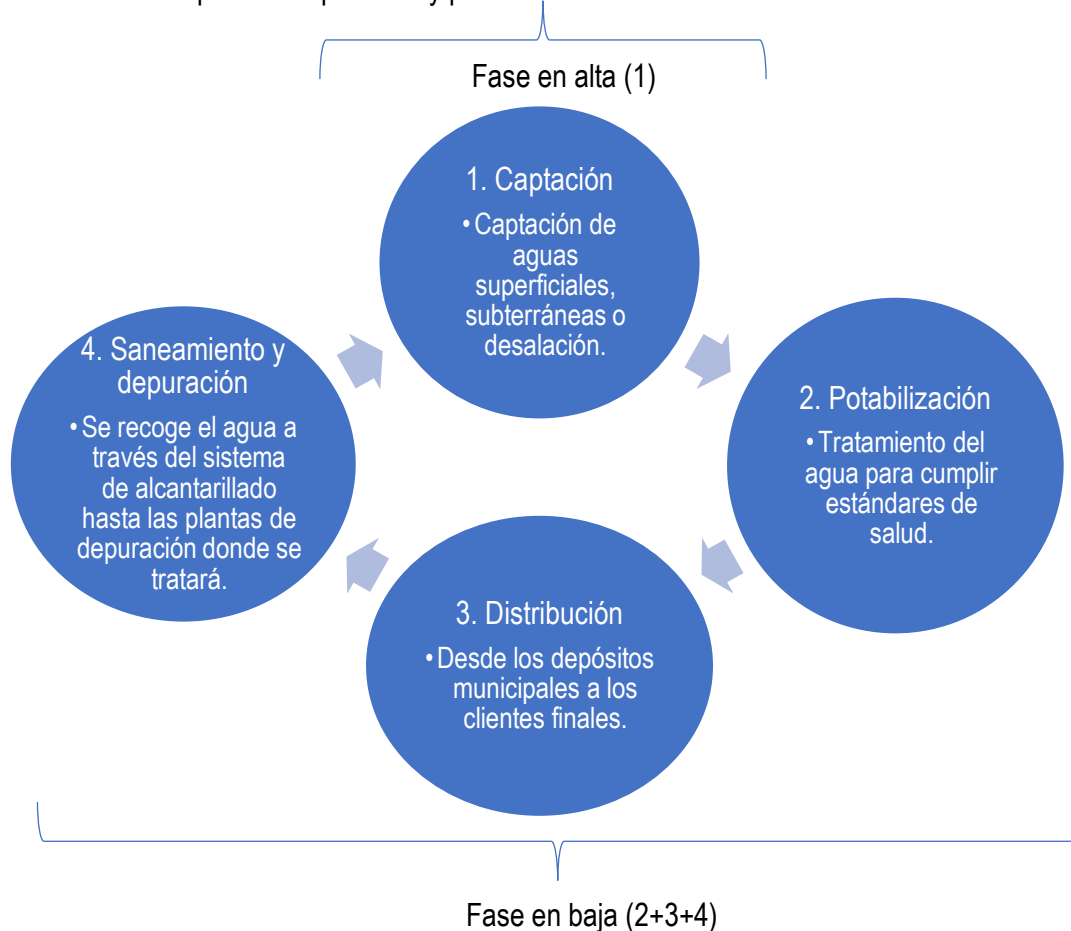 Fase en alta (1)
1. Captación
• Captación de
aguas
superficiales,
subterráneas o
desalación.
2. Potabilización
• Tratamiento del
agua para cumplir
estándares de
salud.
3. Distribución
• Desde los depósitos
municipales a los
clientes finales.
4. Saneamiento y
depuración
• Se recoge el agua a
través del sistema
de alcantarillado
hasta las plantas de
depuración donde se
tratará.
Fase en baja (2+3+4)